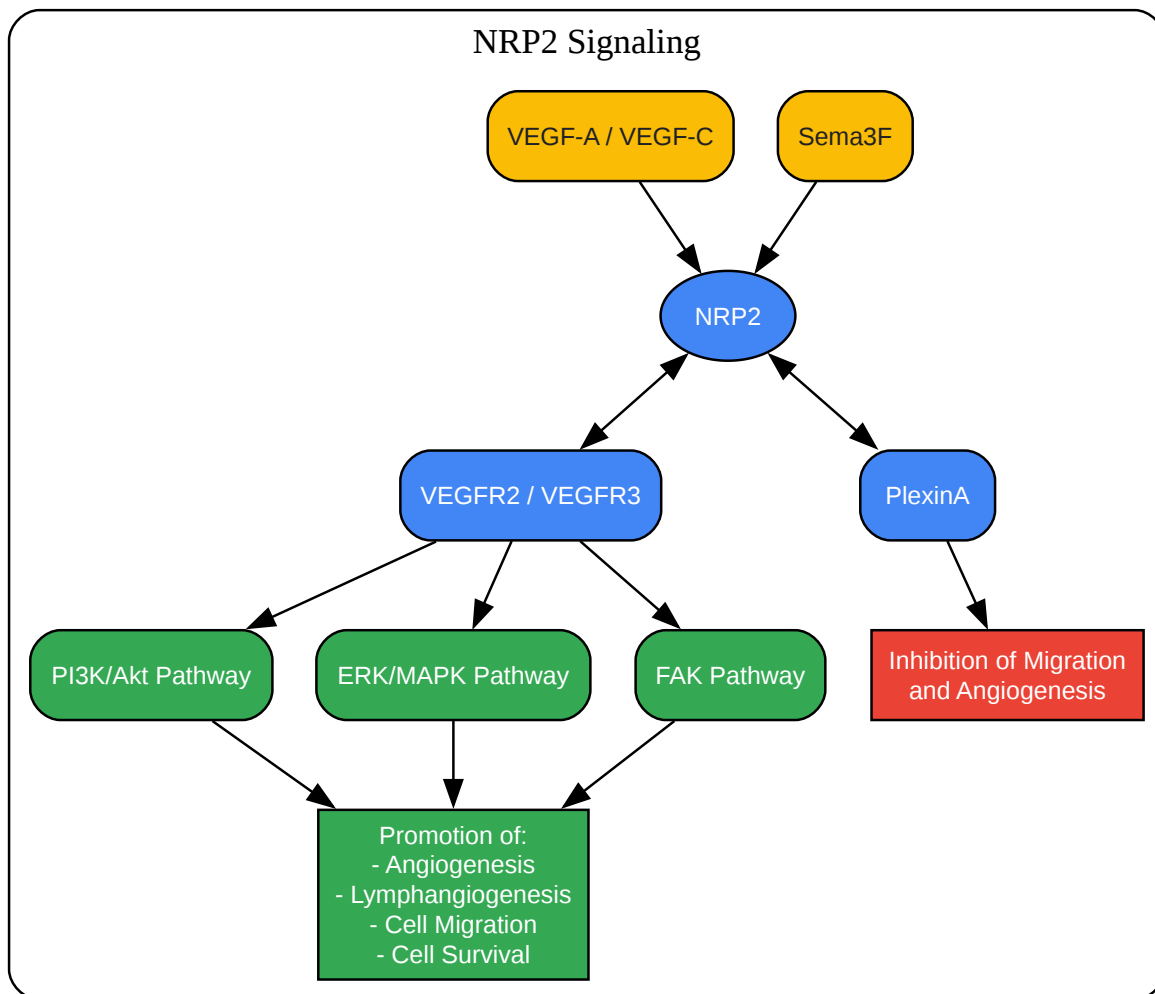 NRP2 Signaling
VEGF-A / VEGF-C
Sema3F
NRP2
VEGFR2 / VEGFR3
PlexinA
PI3K/Akt Pathway
ERK/MAPK Pathway
FAK Pathway
Inhibition of Migration
and Angiogenesis
Promotion of:
- Angiogenesis
- Lymphangiogenesis
- Cell Migration
- Cell Survival